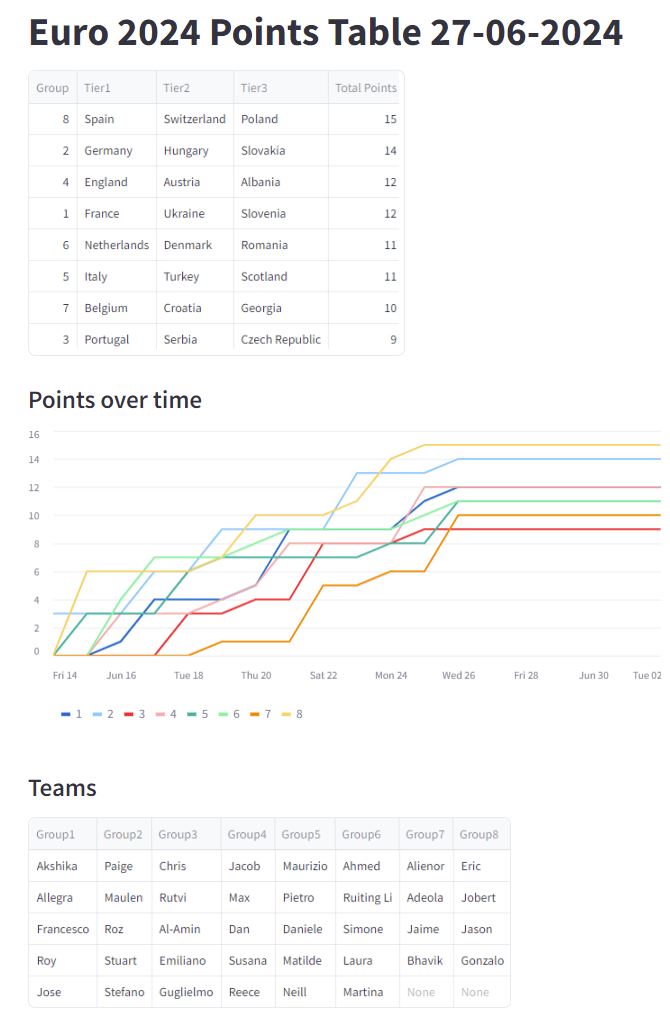 Euro 2024 Points Table 27-06-2024
Group Tier1 Tier2 Tier3 Total Points
8 Spain Switzerland Poland 15
2 Germany Hungary Slovakia 14
4 England Austria Albania 12
1 France Ukraine Slovenia 12
6 Netherlands Denmark Romania 11
5 Italy Turkey Scotland 11
7 Belgium Croatia Georgia 10
3 Portugal Serbia Czech Republic 9
Points over time
16
14
12
10
8
6
4
2
0
Fri 14 Jun 16 Tue 18 Thu 20 Sat 22 Mon 24 Wed 26 Fri 28 Jun 30 Tue 02
1 2 3 4 5 6 7 8
Teams
Group1 Group2 Group3 Group4 Group5 Group6 Group7 Group8
Akshika Paige Chris Jacob Maurizio Ahmed Alienor Eric
Allegra Maulen Rutvi Max Pietro Ruiting Li Adeola Jobert
Francesco Roz Al-Amin Dan Daniele Simone Jaime Jason
Roy Stuart Emiliano Susana Matilde Laura Bhavik Gonzalo
Jose Stefano Guglielmo Reece Neill Martina None None